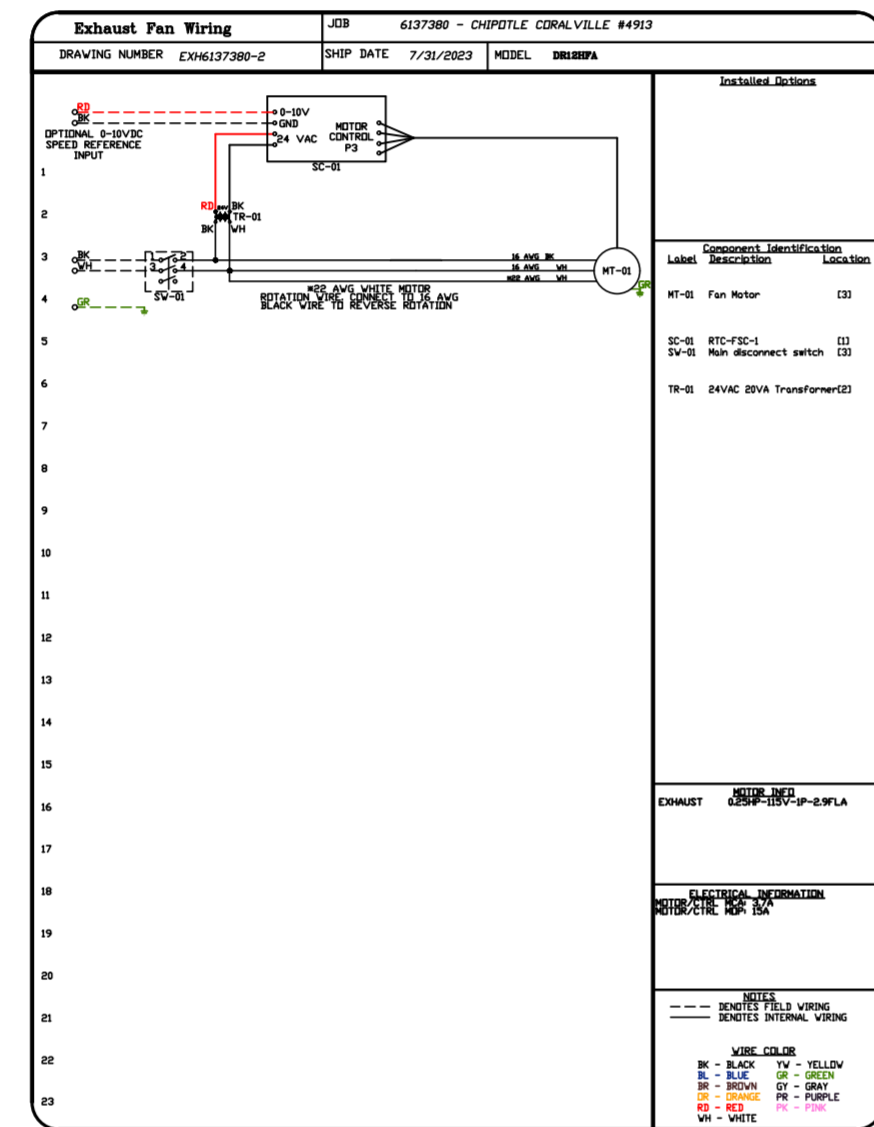 Exhaust Fan Wiring
JOB 6137380 - CHIPOTLE CORALVILLE #4913
DRAWING NUMBER EXH6137380-2
SHIP DATE 7/31/2023
MODEL DR12HFA
RD
BK
OPTIONAL 0-10VDC
SPEED REFERENCE
INPUT
0-10V
GND
24 VAC
MOTOR
CONTROL
P3
SC-01
RD
BK
TR-01
BK
WH
BK
WH
1
2
3
4
SW-01
GR
16 AWG BK
16 AWG WH
#22 AWG WH
MT-01
GR
#22 AWG WHITE MOTOR
ROTATION WIRE. CONNECT TO 16 AWG
BLACK WIRE TO REVERSE ROTATION
1
2
3
4
5
6
7
8
9
10
11
12
13
14
15
16
17
18
19
20
21
22
23
Installed Options
Component Identification
Label Description Location
MT-01 Fan Motor [3]
SC-01 RTC-FSC-1 [1]
SW-01 Main disconnect switch [3]
TR-01 24VAC 20VA Transformer[2]
MOTOR INFO
EXHAUST 0.25HP-115V-1P-2.9FLA
ELECTRICAL INFORMATION
MOTOR/CTRL MCA: 3.7A
MOTOR/CTRL MOP: 15A
NOTES
DENOTES FIELD WIRING
DENOTES INTERNAL WIRING
WIRE COLOR
BK - BLACK YW - YELLOW
BL - BLUE GR - GREEN
BR - BROWN GY - GRAY
OR - ORANGE PR - PURPLE
RD - RED PK - PINK
WH - WHITE